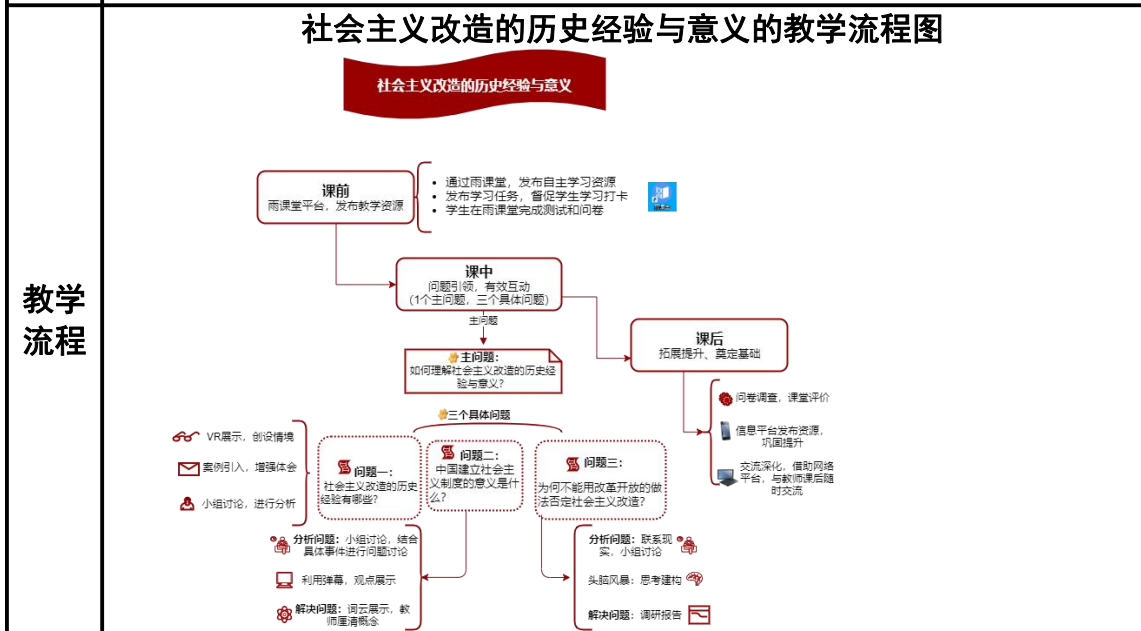 社会主义改造的历史经验与意义的教学流程图
社会主义改造的历史经验与意义
教学
流程
课前
雨课堂平台，发布教学资源
通过雨课堂，发布自主学习资源
发布学习任务，督促学生学习打卡
学生在雨课堂完成测试和问卷
课中
问题引领，有效互动
（1个主问题，三个具体问题）
主问题
主问题：
如何理解社会主义改造的历史经
验与意义？
课后
拓展提升、奠定基础
问卷调查，课堂评价
信息平台发布资源，
巩固提升
交流深化，借助网络
平台，与教师课后随
时交流
三个具体问题
VR展示，创设情境
案例引入，增强体会
小组讨论，进行分析
问题一：
社会主义改造的历史
经验有哪些？
问题二：
中国建立社会主
义制度的意义是什
么？
问题三：
为何不能用改革开放的做
法否定社会主义改造？
分析问题：小组讨论，结合
具体事件进行问题讨论
利用弹幕，观点展示
解决问题：词云展示，教
师厘清概念
分析问题：联系现
实，小组讨论
头脑风暴：思考建构
解决问题：调研报告